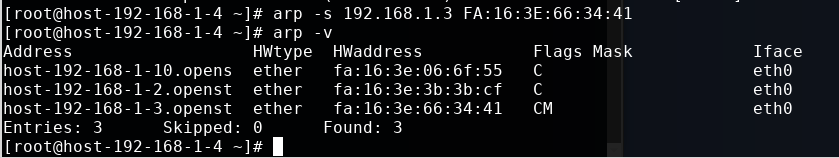 [root@host-192-168-1-4 ~]# arp -s 192.168.1.3 FA:16:3E:66:34:41
[root@host-192-168-1-4 ~]# arp -v
Address                  HWtype  HWaddress           Flags Mask            Iface
host-192-168-1-10.opens  ether   fa:16:3e:06:6f:55   C                     eth0
host-192-168-1-2.openst  ether   fa:16:3e:3b:3b:cf   C                     eth0
host-192-168-1-3.openst  ether   fa:16:3e:66:34:41   CM                    eth0
Entries: 3      Skipped: 0      Found: 3
[root@host-192-168-1-4 ~]#